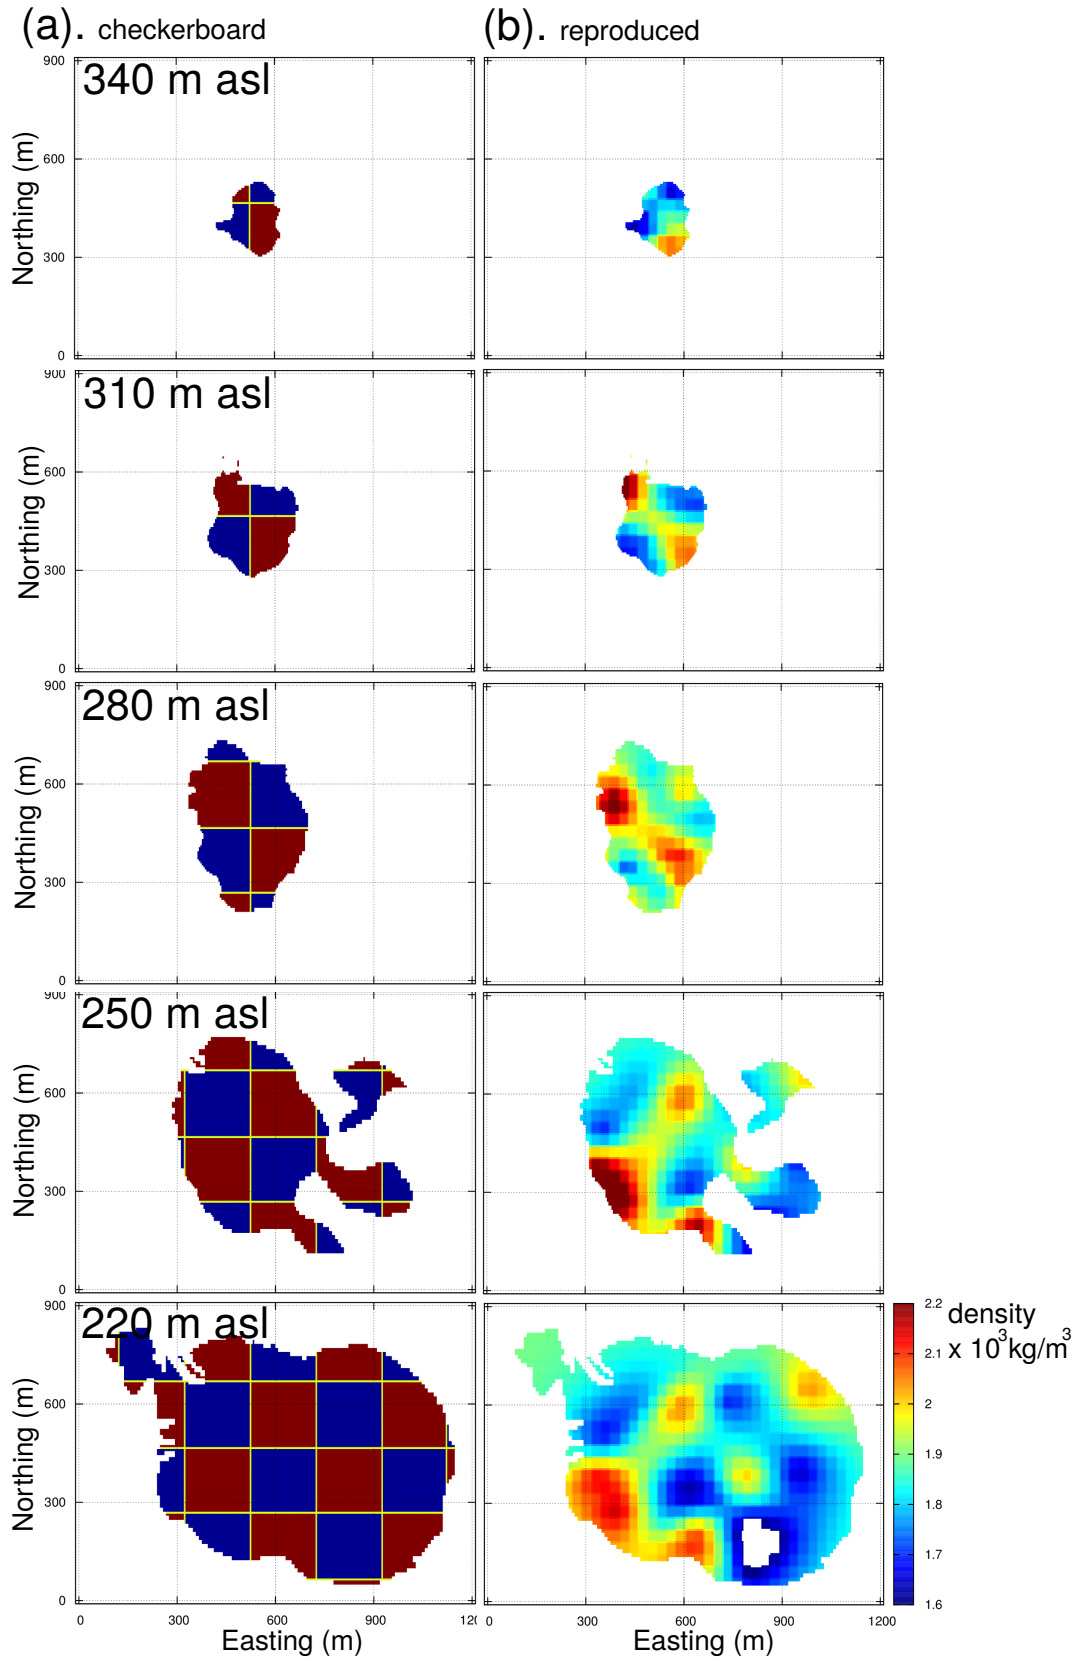 (a). checkerboard
(b). reproduced
340 m asl
900
600
300
0
Northing (m)
310 m asl
900
600
300
0
Northing (m)
280 m asl
900
600
300
0
Northing (m)
250 m asl
900
600
300
0
Northing (m)
220 m asl
900
600
300
0
Northing (m)
0 300 600 900 120
Easting (m)
0 300 600 900 1200
Easting (m)
2.2
2.1
2
1.9
1.8
1.7
1.6
density
x 10³kg/m³